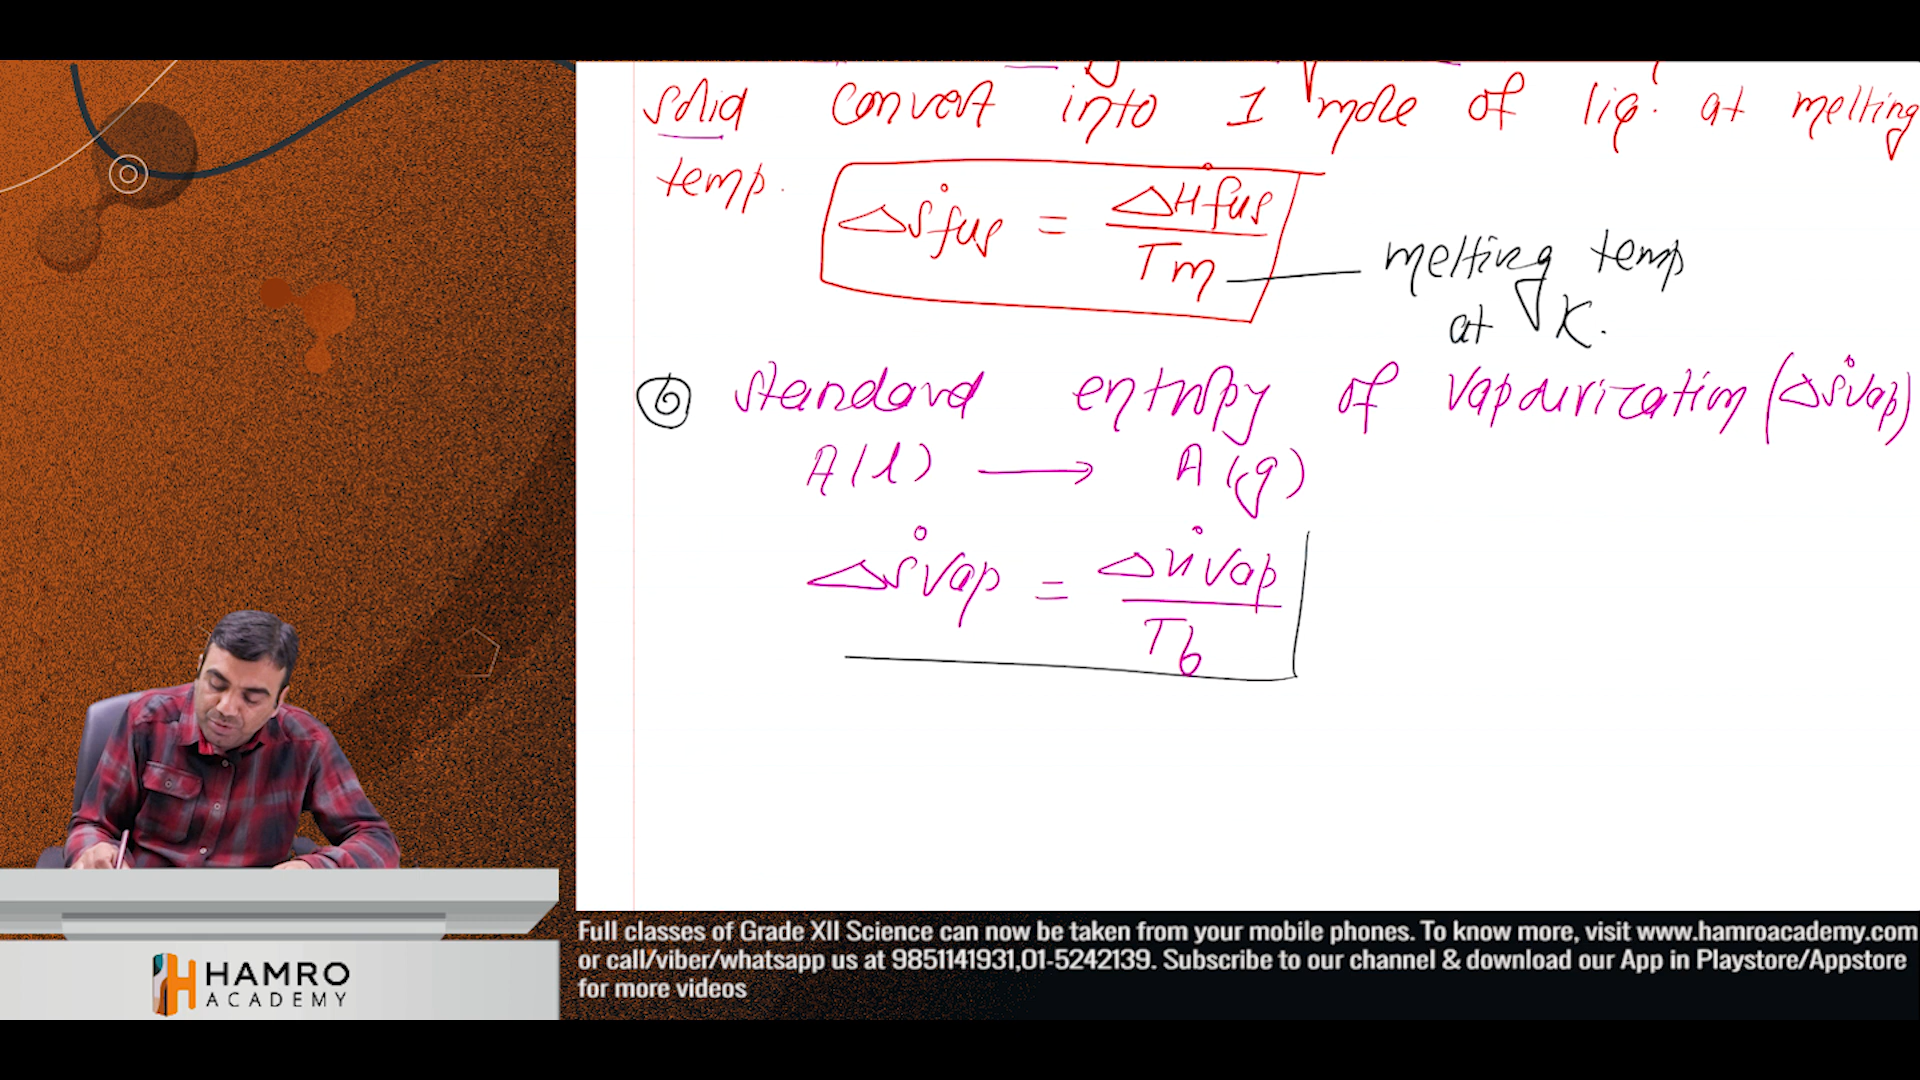 solid convert into 1 mole of liq. at melting
temp.
ΔS°fus = ΔH°fus / Tm
melting temp
at K.
⑥ standard entropy of vapourization (ΔS°vap)
A(l) → A(g)
ΔS°vap = ΔH°vap / Tb
Full classes of Grade XII Science can now be taken from your mobile phones. To know more, visit www.hamroacademy.com
or call/viber/whatsapp us at 9851141931,01-5242139. Subscribe to our channel & download our App in Playstore/Appstore
for more videos
HAMRO
ACADEMY